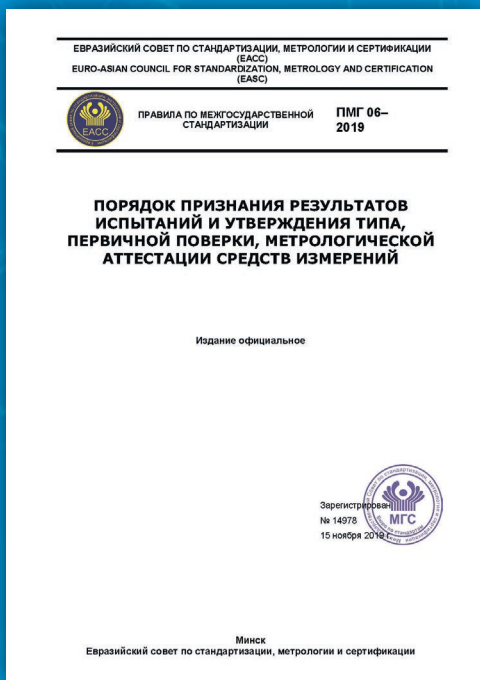 ЕВРАЗИЙСКИЙ СОВЕТ ПО СТАНДАРТИЗАЦИИ, МЕТРОЛОГИИ И СЕРТИФИКАЦИИ
(ЕАСС)
EURO-ASIAN COUNCIL FOR STANDARDIZATION, METROLOGY AND CERTIFICATION
(EASC)
ЕАСС
ПРАВИЛА ПО МЕЖГОСУДАРСТВЕННОЙ
СТАНДАРТИЗАЦИИ
ПМГ 06–
2019
ПОРЯДОК ПРИЗНАНИЯ РЕЗУЛЬТАТОВ
ИСПЫТАНИЙ И УТВЕРЖДЕНИЯ ТИПА,
ПЕРВИЧНОЙ ПОВЕРКИ, МЕТРОЛОГИЧЕСКОЙ
АТТЕСТАЦИИ СРЕДСТВ ИЗМЕРЕНИЙ
Издание официальное
Зарегистрирован
№ 14978
15 ноября 2019 г.
МГС
Минск
Евразийский совет по стандартизации, метрологии и сертификации